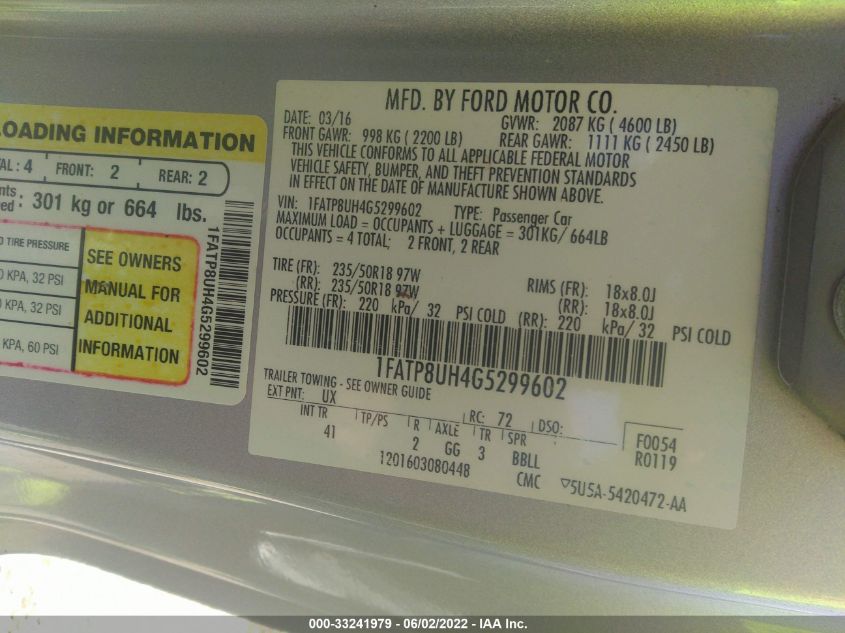 LOADING INFORMATION
TAL : 4 FRONT: 2 REAR: 2
nts
ed : 301 kg or 664 lbs.
TIRE PRESSURE
KPA, 32 PSI
KPA, 32 PSI
KPA, 60 PSI
SEE OWNERS
MANUAL FOR
ADDITIONAL
INFORMATION
1FATP8UH4G5299602
MFD. BY FORD MOTOR CO.
DATE: 03/16 GVWR: 2087 KG ( 4600 LB)
FRONT GAWR: 998 KG ( 2200 LB) REAR GAWR: 1111 KG ( 2450 LB)
THIS VEHICLE CONFORMS TO ALL APPLICABLE FEDERAL MOTOR
VEHICLE SAFETY, BUMPER, AND THEFT PREVENTION STANDARDS
IN EFFECT ON THE DATE OF MANUFACTURE SHOWN ABOVE.
VIN: 1FATP8UH4G5299602 TYPE: Passenger Car
MAXIMUM LOAD = OCCUPANTS + LUGGAGE = 301KG/ 664LB
OCCUPANTS = 4 TOTAL; 2 FRONT, 2 REAR
TIRE (FR): 235/50R18 97W RIMS (FR): 18x8.0J
(RR): 235/50R18 97W (RR): 18x8.0J
PRESSURE (FR): 220 kPa/ 32 PSI COLD (RR): 220 kPa/ 32 PSI COLD
1FATP8UH4G5299602
TRAILER TOWING - SEE OWNER GUIDE
EXT PNT: UX RC: 72 DSO:
INT TR TP/PS R AXLE TR SPR F0054
41 2 GG 3 BBLL R0119
1201603080448 CMC ▽5U5A-5420472-AA
000-33241979 - 06/02/2022 - IAA Inc.